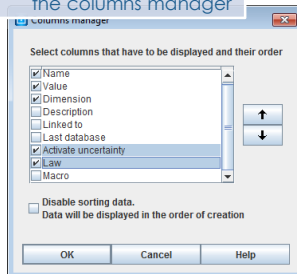 the columns manager
Columns manager
Select columns that have to be displayed and their order
Name
Value
Dimension
Description
Linked to
Last database
Activate uncertainty
Law
Macro
Disable sorting data.
Data will be displayed in the order of creation
OK Cancel Help